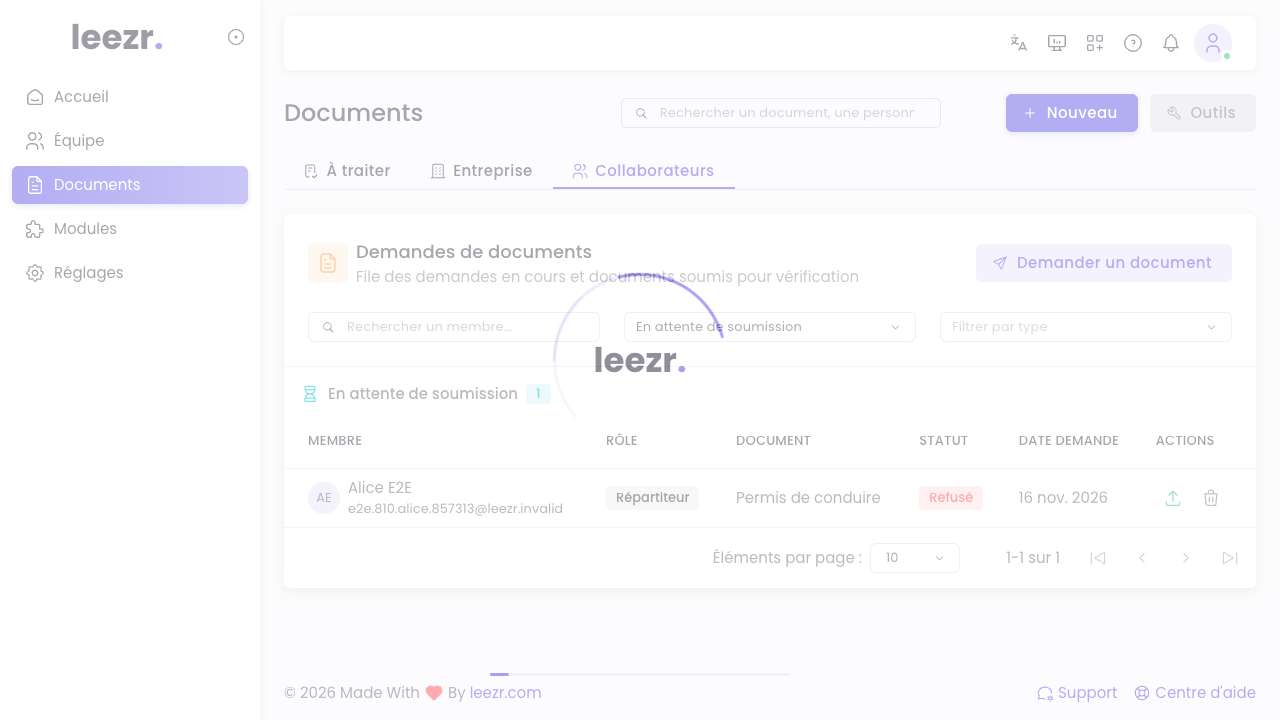 leezr.
Accueil
Équipe
Documents
Modules
Réglages
Documents
Rechercher un document, une personn
Nouveau
Outils
À traiter
Entreprise
Collaborateurs
Demandes de documents
File des demandes en cours et documents soumis pour vérification
Demander un document
Rechercher un membre...
En attente de soumission
Filtrer par type
leezr.
En attente de soumission 1
MEMBRE RÔLE DOCUMENT STATUT DATE DEMANDE ACTIONS
AE Alice E2E
e2e.810.alice.857313@leezr.invalid
Répartiteur Permis de conduire Refusé 16 nov. 2026
Éléments par page : 10 1-1 sur 1
© 2026 Made With By leezr.com
Support
Centre d'aide